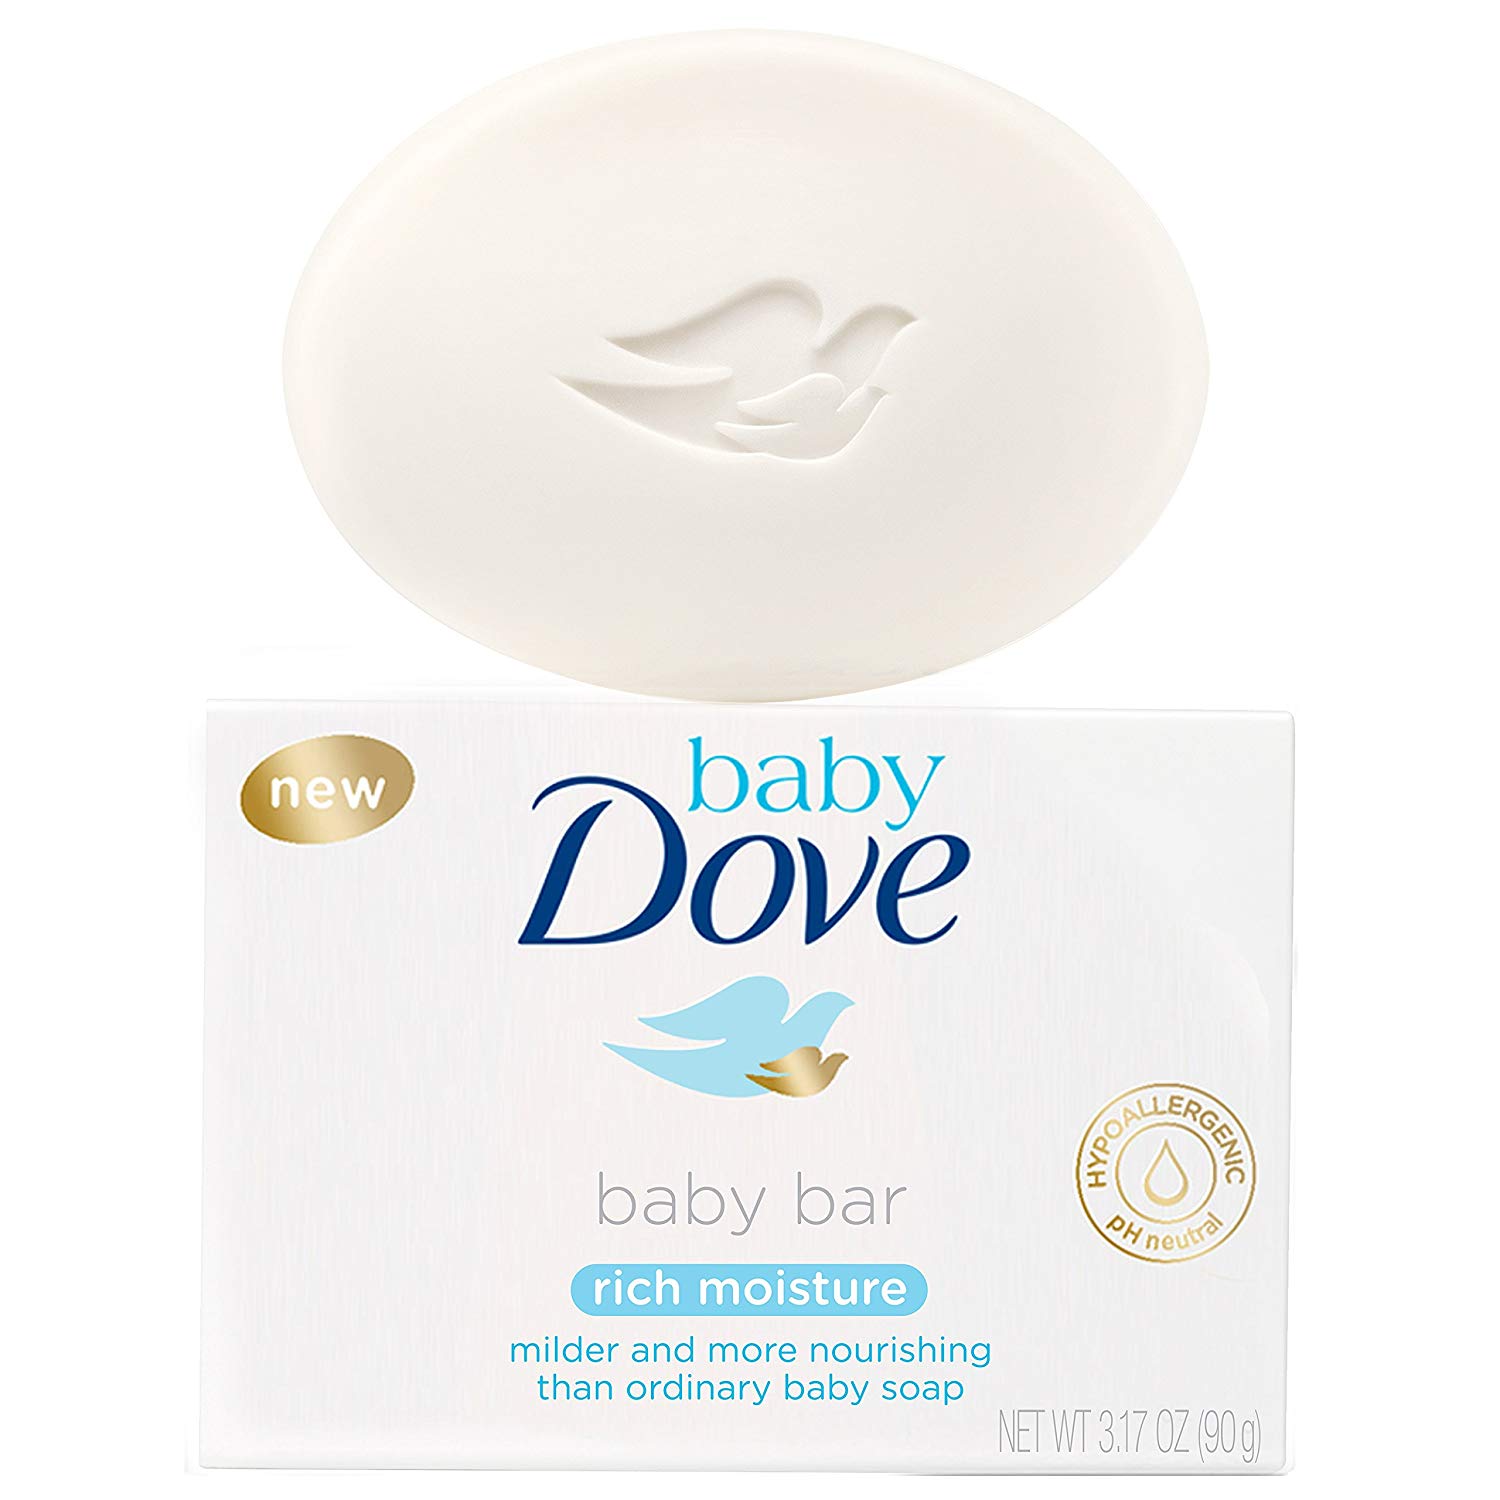 new
baby
Dove
HYPOALLERGENIC
pH neutral
baby bar
rich moisture
milder and more nourishing
than ordinary baby soap
NET WT 3.17 OZ (90 g)